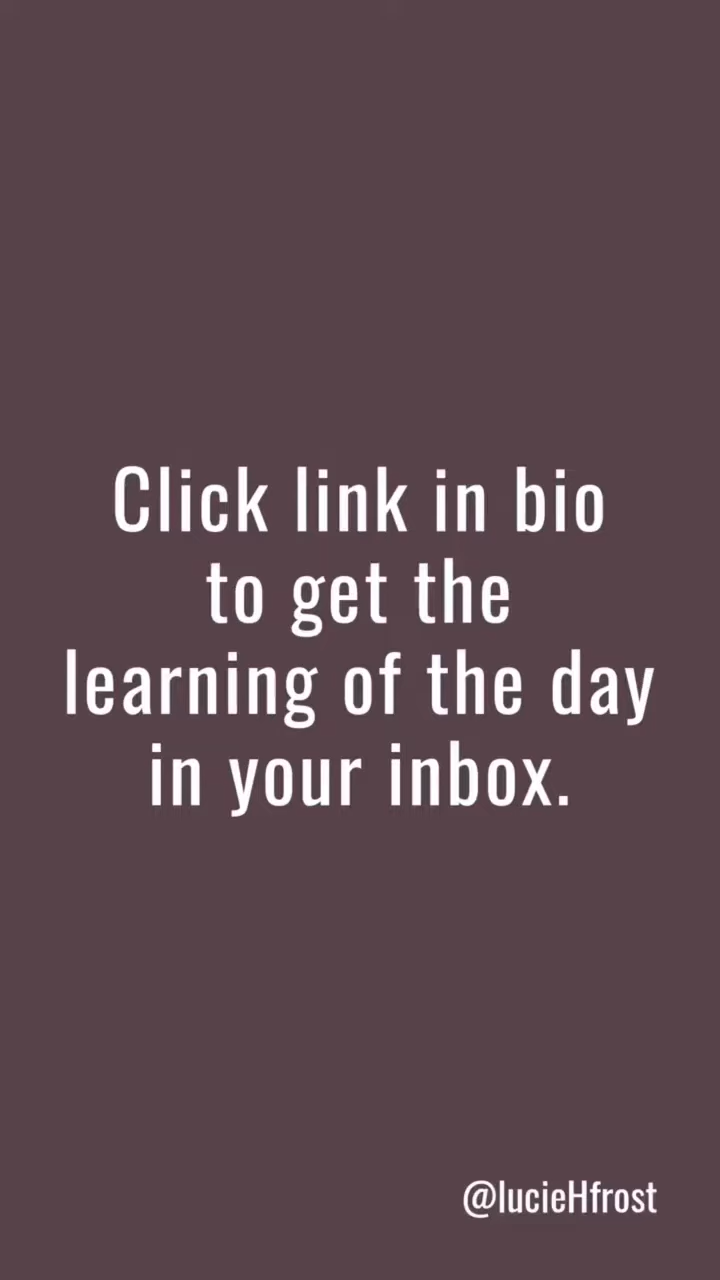 Click link in bio
to get the
learning of the day
in your inbox.
@lucieHfrost